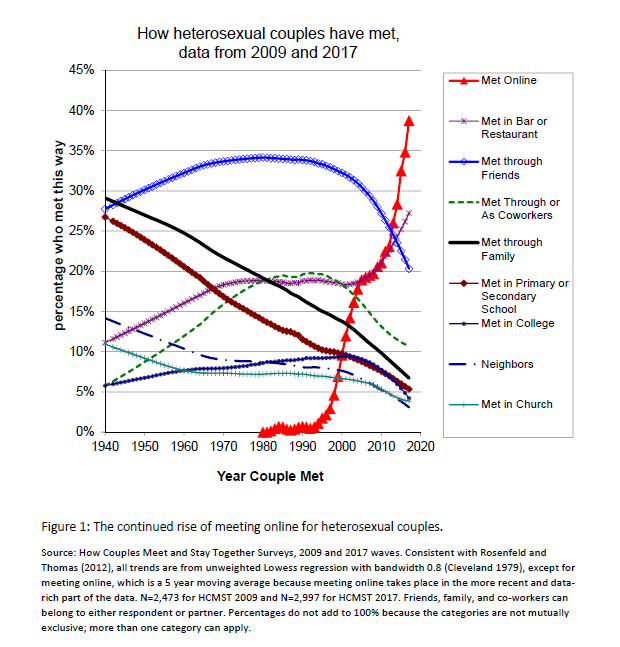 How heterosexual couples have met,
data from 2009 and 2017
45%
40%
35%
30%
25%
20%
15%
10%
5%
0%
percentage who met this way
1940 1950 1960 1970 1980 1990 2000 2010 2020
Year Couple Met
Met Online
Met in Bar or
Restaurant
Met through
Friends
Met Through or
As Coworkers
Met through
Family
Met in Primary or
Secondary
School
Met in College
Neighbors
Met in Church
Figure 1: The continued rise of meeting online for heterosexual couples.
Source: How Couples Meet and Stay Together Surveys, 2009 and 2017 waves. Consistent with Rosenfeld and
Thomas (2012), all trends are from unweighted Lowess regression with bandwidth 0.8 (Cleveland 1979), except for
meeting online, which is a 5 year moving average because meeting online takes place in the more recent and data-
rich part of the data. N=2,473 for HCMST 2009 and N=2,997 for HCMST 2017. Friends, family, and co-workers can
belong to either respondent or partner. Percentages do not add to 100% because the categories are not mutually
exclusive; more than one category can apply.